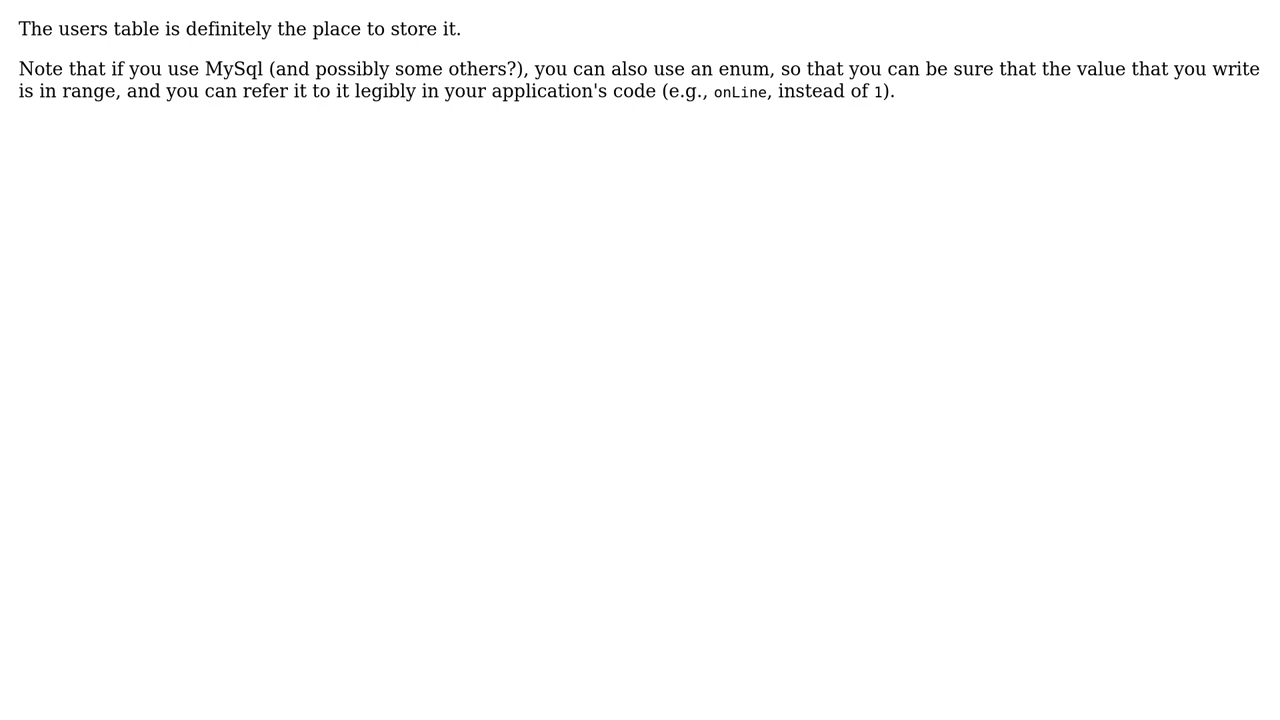 The users table is definitely the place to store it.
Note that if you use MySql (and possibly some others?), you can also use an enum, so that you can be sure that the value that you write
is in range, and you can refer it to it legibly in your application's code (e.g., onLine, instead of 1).